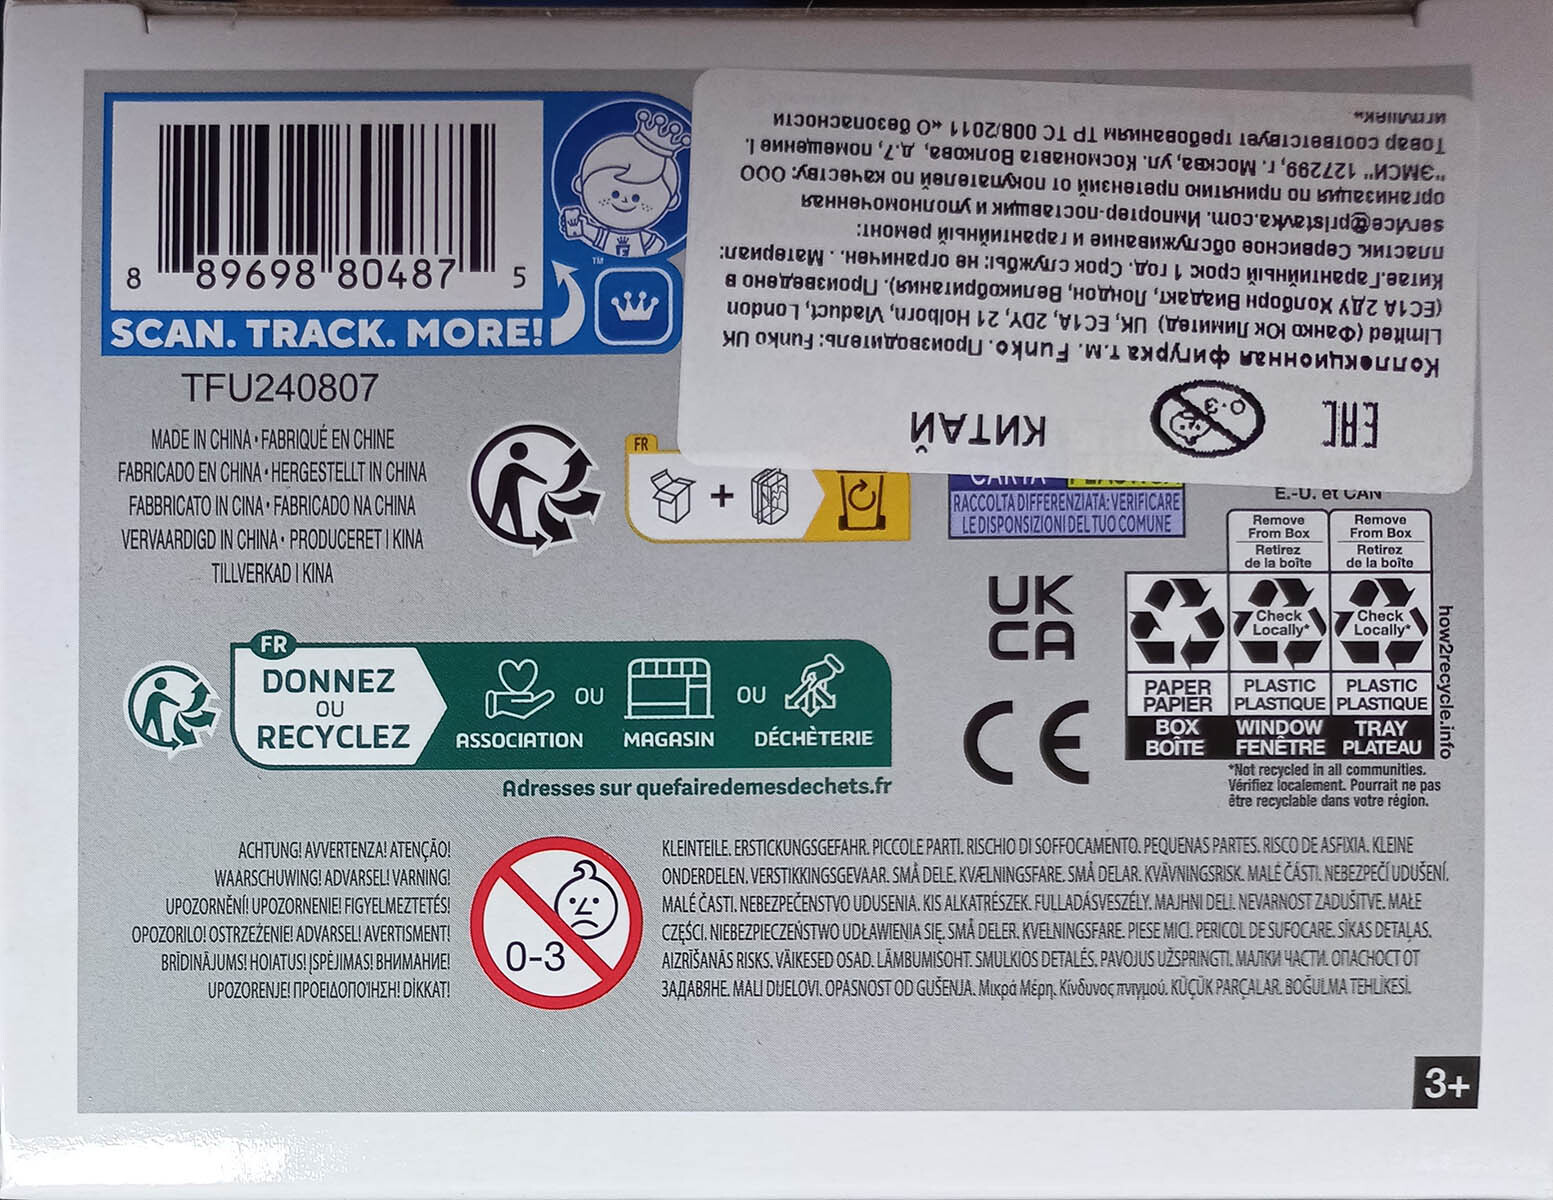 8 89698 80487 5
SCAN. TRACK. MORE!
TM
TFU240807
MADE IN CHINA • FABRIQUÉ EN CHINE
FABRICADO EN CHINA • HERGESTELLT IN CHINA
FABBRICATO IN CINA • FABRICADO NA CHINA
VERVAARDIGD IN CHINA • PRODUCERET I KINA
TILLVERKAD I KINA
EAC
0-3
КИТАЙ
Коллекционная фигурка т.м. Funko. Производитель: Funko UK
Limited (Фанко Юк Лимитед) UK, EC1A, 2DY, 21 Holborn, Viaduct, London
(EC1A 2ДУ Холборн Виадакт, Лондон, Великобритания). Произведено в
Китае.Гарантийный срок 1 год. Срок службы: не ограничен. . Материал:
пластик. Сервисное обслуживание и гарантийный ремонт:
service@pristavka.com. Импортер-поставщик и уполномоченная
организация по принятию претензий от покупателей по качеству: ООО
"ЭМСИ" 127299, г. Москва, ул. Космонавта Волкова, д.7, помещение I.
Товар соответствует требованиям ТР ТС 008/2011 «О безопасности
игрушек».
FR
CARTA
RACCOLTA DIFFERENZIATA: VERIFICARE
LE DISPONSIZIONI DEL TUO COMUNE
E.-U. et CAN
Remove
From Box
Retirez
de la boîte
Remove
From Box
Retirez
de la boîte
Check
Locally*
Check
Locally*
PAPER
PAPIER
PLASTIC
PLASTIQUE
PLASTIC
PLASTIQUE
BOX
BOÎTE
WINDOW
FENÊTRE
TRAY
PLATEAU
how2recycle.info
*Not recycled in all communities.
Vérifiez localement. Pourrait ne pas
être recyclable dans votre région.
UK
CA
CE
FR
DONNEZ
OU
RECYCLEZ
ASSOCIATION
OU
MAGASIN
OU
DÉCHÈTERIE
Adresses sur quefairedemesdechets.fr
ACHTUNG! AVVERTENZA! ATENÇÃO!
WAARSCHUWING! ADVARSEL! VARNING!
UPOZORNĚNÍ! UPOZORNENIE! FIGYELMEZTETÉS!
OPOZORILO! OSTRZEŻENIE! ADVARSEL! AVERTISMENT!
BRĪDINĀJUMS! HOIATUS! ĮSPĖJIMAS! ВНИМАНИЕ!
UPOZORENJE! ΠΡΟΕΙΔΟΠΟΊΗΣΗ! DİKKAT!
0-3
KLEINTEILE. ERSTICKUNGSGEFAHR. PICCOLE PARTI. RISCHIO DI SOFFOCAMENTO. PEQUENAS PARTES. RISCO DE ASFIXIA. KLEINE
ONDERDELEN. VERSTIKKINGSGEVAAR. SMÅ DELE. KVÆLNINGSFARE. SMÅ DELAR. KVÄVNINGSRISK. MALÉ ČÁSTI. NEBEZPEČÍ UDUŠENÍ.
MALÉ ČASTI. NEBEZPEČENSTVO UDUSENIA. KIS ALKATRÉSZEK. FULLADÁSVESZÉLY. MAJHNI DELI. NEVARNOST ZADUŠITVE. MAŁE
CZĘŚCI. NIEBEZPIECZEŃSTWO UDŁAWIENIA SIĘ. SMÅ DELER. KVELNINGSFARE. PIESE MICI. PERICOL DE SUFOCARE. SĪKAS DETAĻAS.
AIZRĪŠANĀS RISKS. VÄIKESED OSAD. LÄMBUMISOHT. SMULKIOS DETALĖS. PAVOJUS UŽSPRINGTI. МАЛКИ ЧАСТИ. ОПАСНОСТ ОТ
ЗАДАВЯНЕ. MALI DIJELOVI. OPASNOST OD GUŠENJA. Μικρά Μέρη. Κίνδυνος πνιγμού. KÜÇÜK PARÇALAR. BOĞULMA TEHLİKESİ.
3+